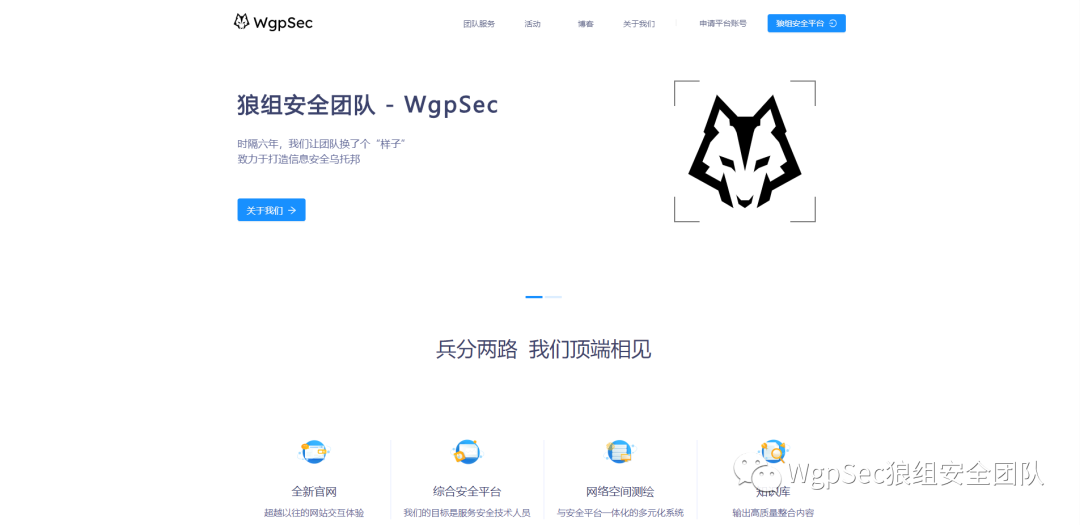 WgpSec
团队服务
活动
博客
关于我们
申请平台账号
狼组安全平台
狼组安全团队 - WgpSec
时隔六年，我们让团队换了个“样子”
致力于打造信息安全乌托邦
关于我们
兵分两路 我们顶端相见
全新官网
综合安全平台
网络空间测绘
知识库
超越以往的网站交互体验
我们的目标是服务安全技术人员
与安全平台一体化的多元化系统
输出高质量整合内容
WgpSec狼组安全团队